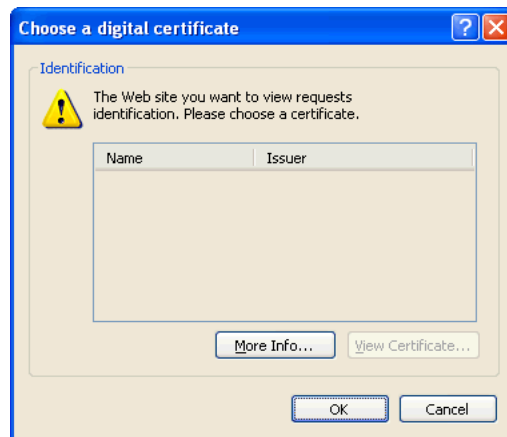 Choose a digital certificate
Identification
The Web site you want to view requests
identification. Please choose a certificate.
Name Issuer
More Info... View Certificate...
OK Cancel